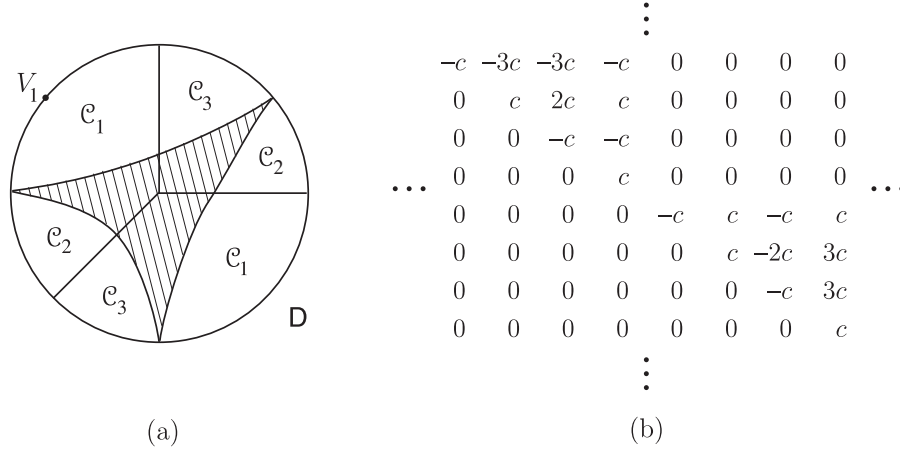 V₁
𝒞₁
𝒞₃
𝒞₂
𝒞₂
𝒞₃
𝒞₁
D
(a)
⋮
−c −3c −3c −c 0 0 0 0
0 c 2c c 0 0 0 0
0 0 −c −c 0 0 0 0
⋯ 0 0 0 c 0 0 0 0 ⋯
0 0 0 0 −c c −c c
0 0 0 0 0 c −2c 3c
0 0 0 0 0 0 −c 3c
0 0 0 0 0 0 0 c
⋮
(b)